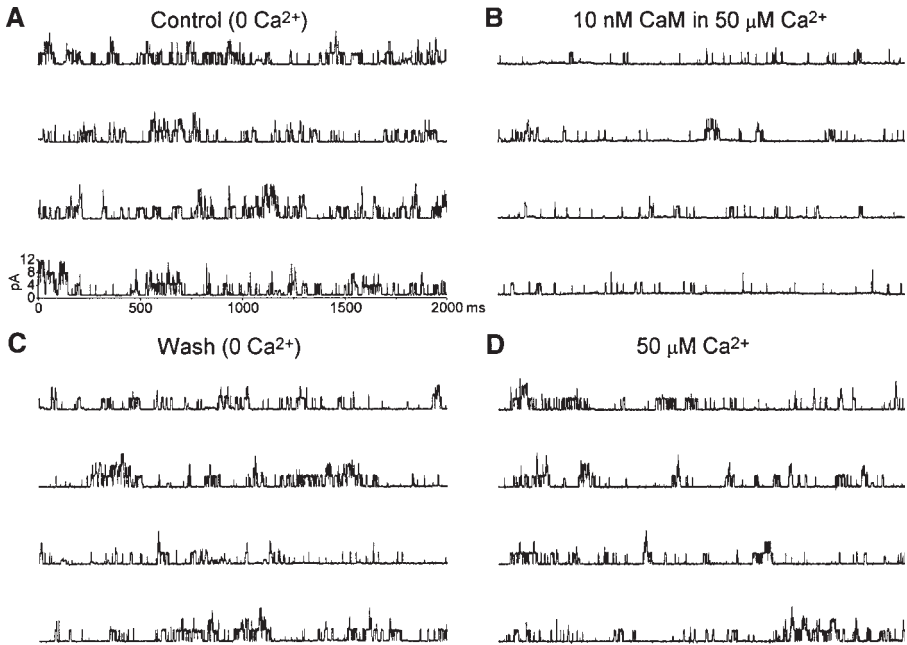 A
Control (0 Ca²⁺)
B
10 nM CaM in 50 μM Ca²⁺
12
8
4
0
pA
0 500 1000 1500 2000 ms
C
Wash (0 Ca²⁺)
D
50 μM Ca²⁺